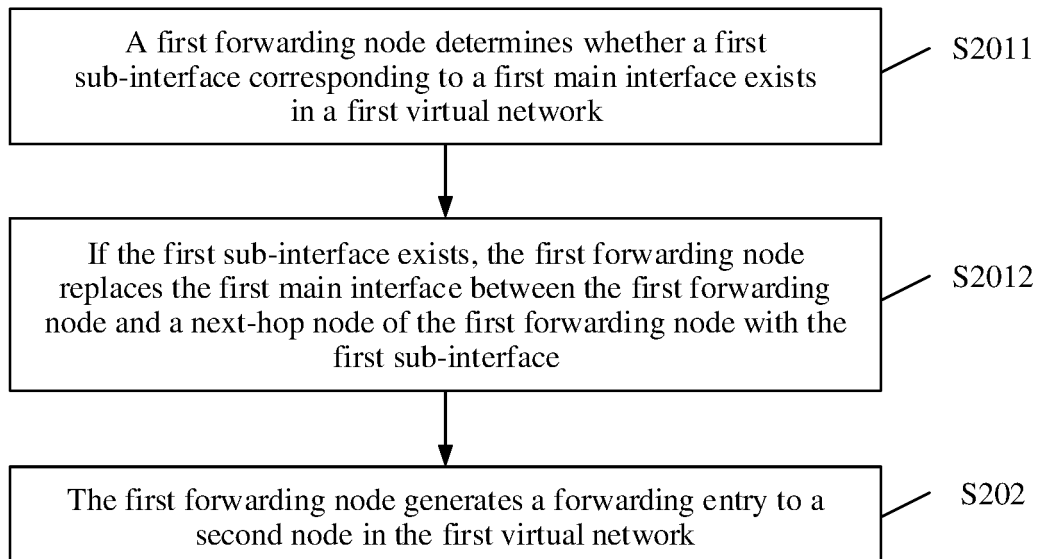 A first forwarding node determines whether a first
sub-interface corresponding to a first main interface exists
in a first virtual network
S2011
If the first sub-interface exists, the first forwarding node
replaces the first main interface between the first forwarding
node and a next-hop node of the first forwarding node with the
first sub-interface
S2012
The first forwarding node generates a forwarding entry to a
second node in the first virtual network
S202